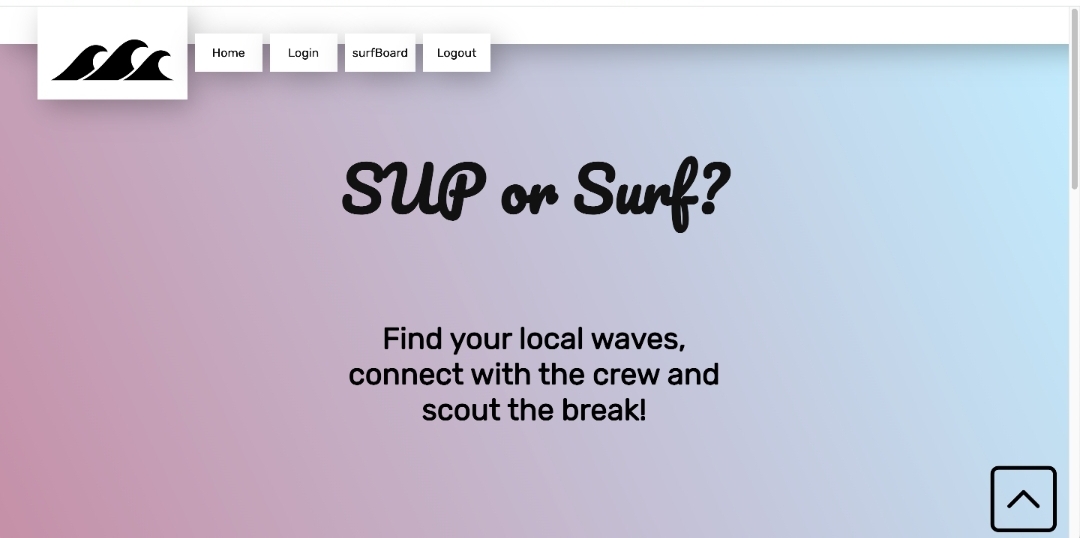 Home
Login
surfBoard
Logout
SUP or Surf?
Find your local waves,
connect with the crew and
scout the break!